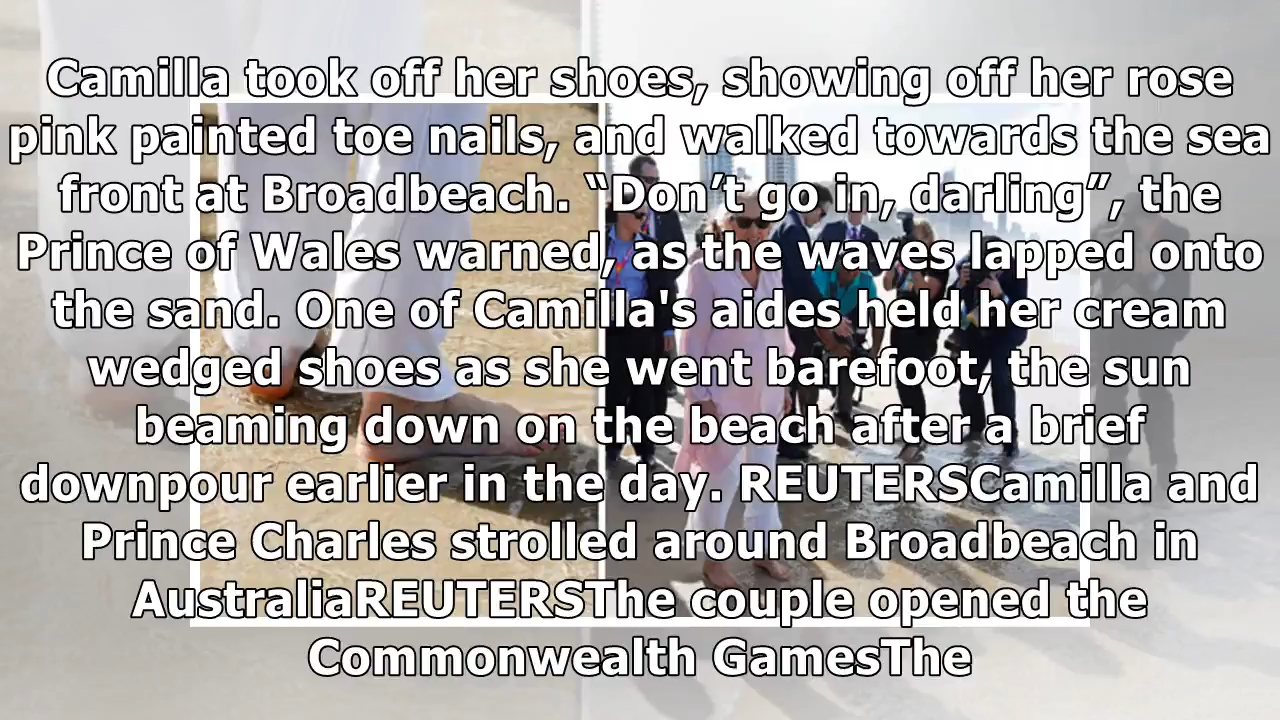 Camilla took off her shoes, showing off her rose
pink painted toe nails, and walked towards the sea
front at Broadbeach. “Don’t go in, darling”, the
Prince of Wales warned, as the waves lapped onto
the sand. One of Camilla's aides held her cream
wedged shoes as she went barefoot, the sun
beaming down on the beach after a brief
downpour earlier in the day. REUTERSCamilla and
Prince Charles strolled around Broadbeach in
AustraliaREUTERSThe couple opened the
Commonwealth GamesThe